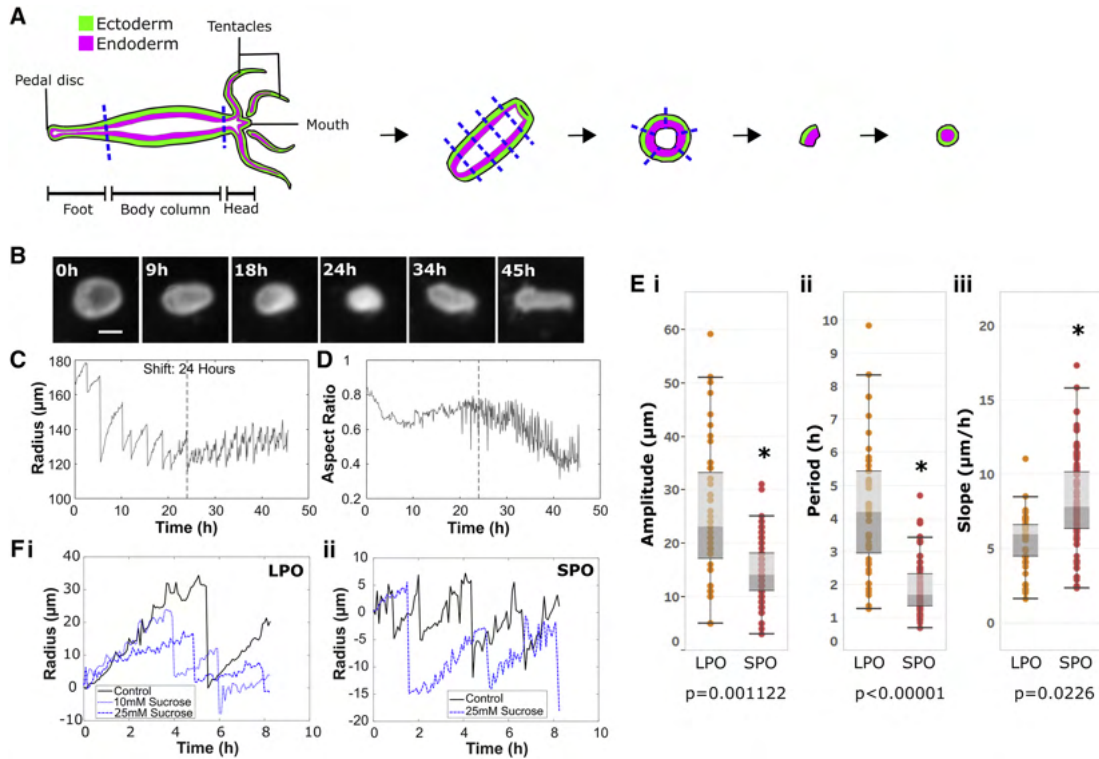 A
Ectoderm
Endoderm
Tentacles
Pedal disc
Mouth
Foot
Body column
Head
B
0h
9h
18h
24h
34h
45h
C
Shift: 24 Hours
Radius (µm)
180
160
140
120
100
0
10
20
30
40
50
Time (h)
D
Aspect Ratio
1
0.8
0.6
0.4
0.2
0
10
20
30
40
50
Time (h)
E i
Amplitude (µm)
60
50
40
30
20
10
0
LPO
SPO
*
p=0.001122
ii
Period (h)
10
9
8
7
6
5
4
3
2
1
0
LPO
SPO
*
p<0.00001
iii
Slope (µm/h)
20
15
10
5
0
LPO
SPO
*
p=0.0226
F i
LPO
Radius (µm)
40
30
20
10
0
-10
Control
10mM Sucrose
25mM Sucrose
0
2
4
6
8
10
Time (h)
ii
SPO
Radius (µm)
15
10
5
0
-5
-10
-15
-20
Control
25mM Sucrose
0
2
4
6
8
10
Time (h)